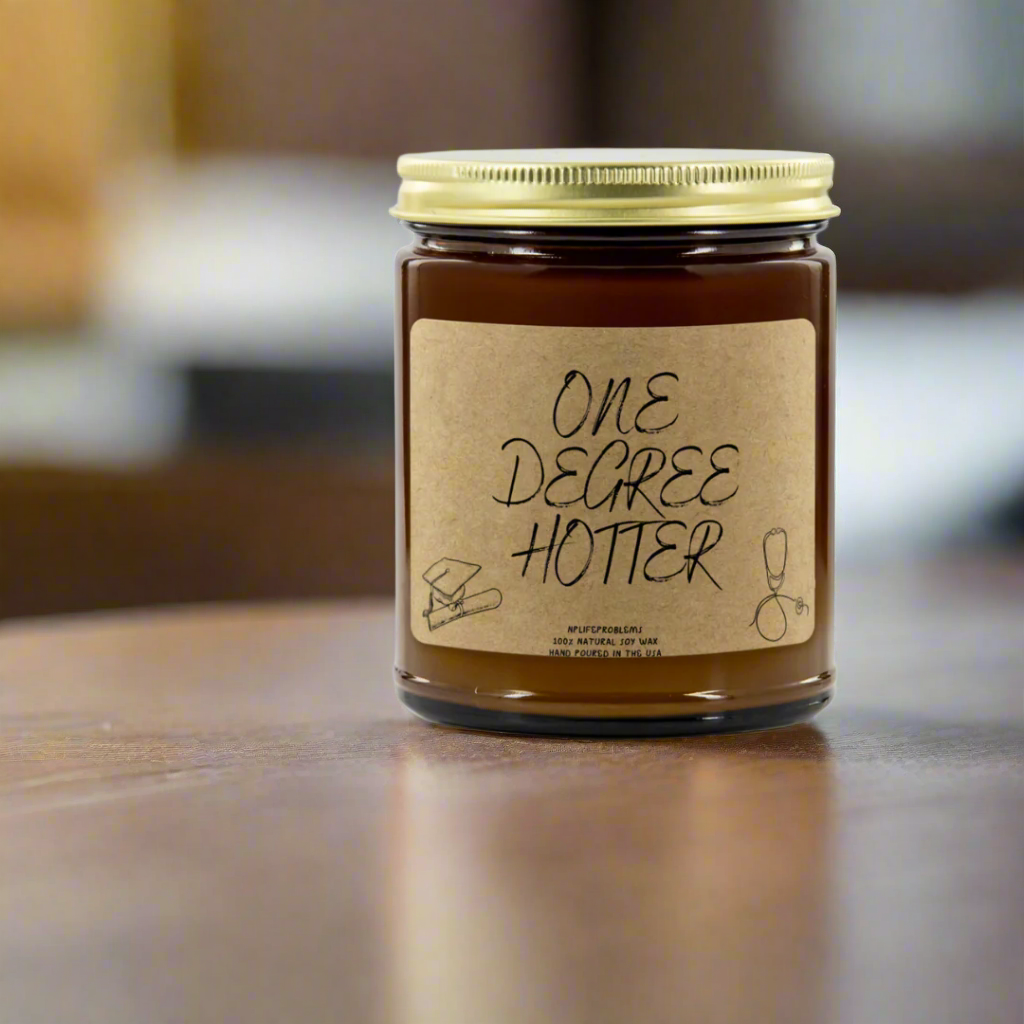 ONE
DEGREE
HOTTER
NPLIFEPROBLEMS
100% NATURAL SOY WAX
HAND POURED IN THE USA